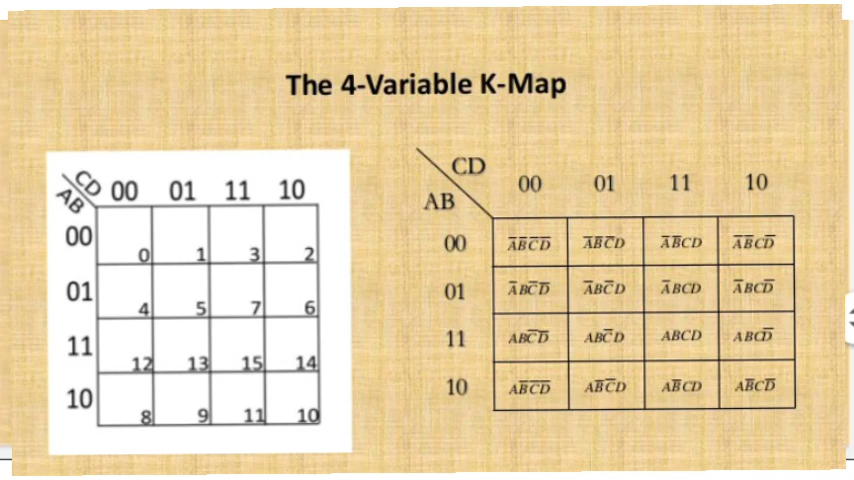 The 4-Variable K-Map
CD
AB
00 01 11 10
00 0 1 3 2
01 4 5 7 6
11 12 13 15 14
10 8 9 11 10
CD
AB
00 01 11 10
00 A̅B̅C̅D̅ A̅B̅C̅D A̅B̅CD A̅B̅CD̅
01 A̅BC̅D̅ A̅BC̅D A̅BCD A̅BCD̅
11 ABC̅D̅ ABC̅D ABCD ABCD̅
10 AB̅C̅D̅ AB̅C̅D AB̅CD AB̅CD̅